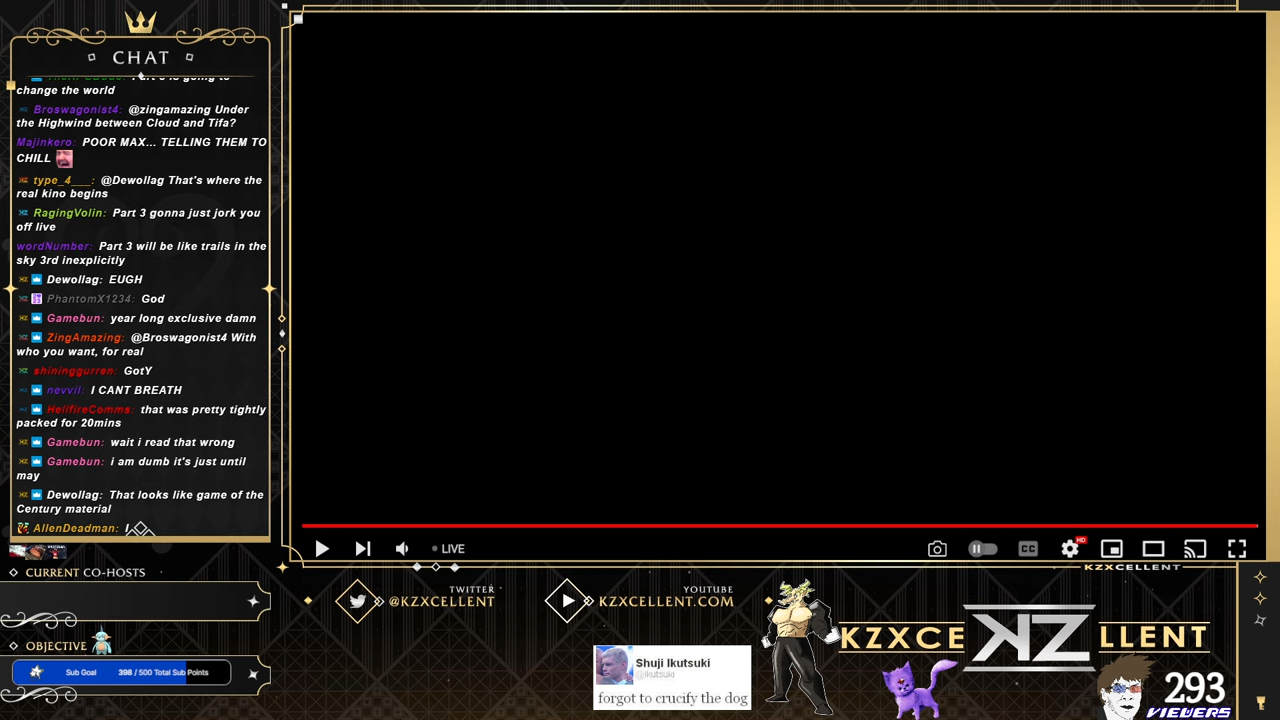 CHAT
change the world
Broswagonist4: @zingamazing Under
the Highwind between Cloud and Tifa?
Majinkero: POOR MAX... TELLING THEM TO
CHILL
type_4___: @Dewollag That's where the
real kino begins
RagingVolin: Part 3 gonna just jork you
off live
wordNumber: Part 3 will be like trails in the
sky 3rd inexplicitly
Dewollag: EUGH
PhantomX1234: God
Gamebun: year long exclusive damn
ZingAmazing: @Broswagonist4 With
who you want, for real
shininggurren: GotY
nevvil: I CANT BREATH
HellfireComms: that was pretty tightly
packed for 20mins
Gamebun: wait i read that wrong
Gamebun: i am dumb it's just until
may
Dewollag: That looks like game of the
Century material
AllenDeadman: I
CURRENT CO-HOSTS
OBJECTIVE
Sub Goal 398 / 500 Total Sub Points
LIVE
CC
HD
KZXCELLENT
TWITTER
@KZXCELLENT
YOUTUBE
KZXCELLENT.COM
Shuji Ikutsuki
@ikutsuki
forgot to crucify the dog
KZXCE KZ LLENT
293
VIEWERS